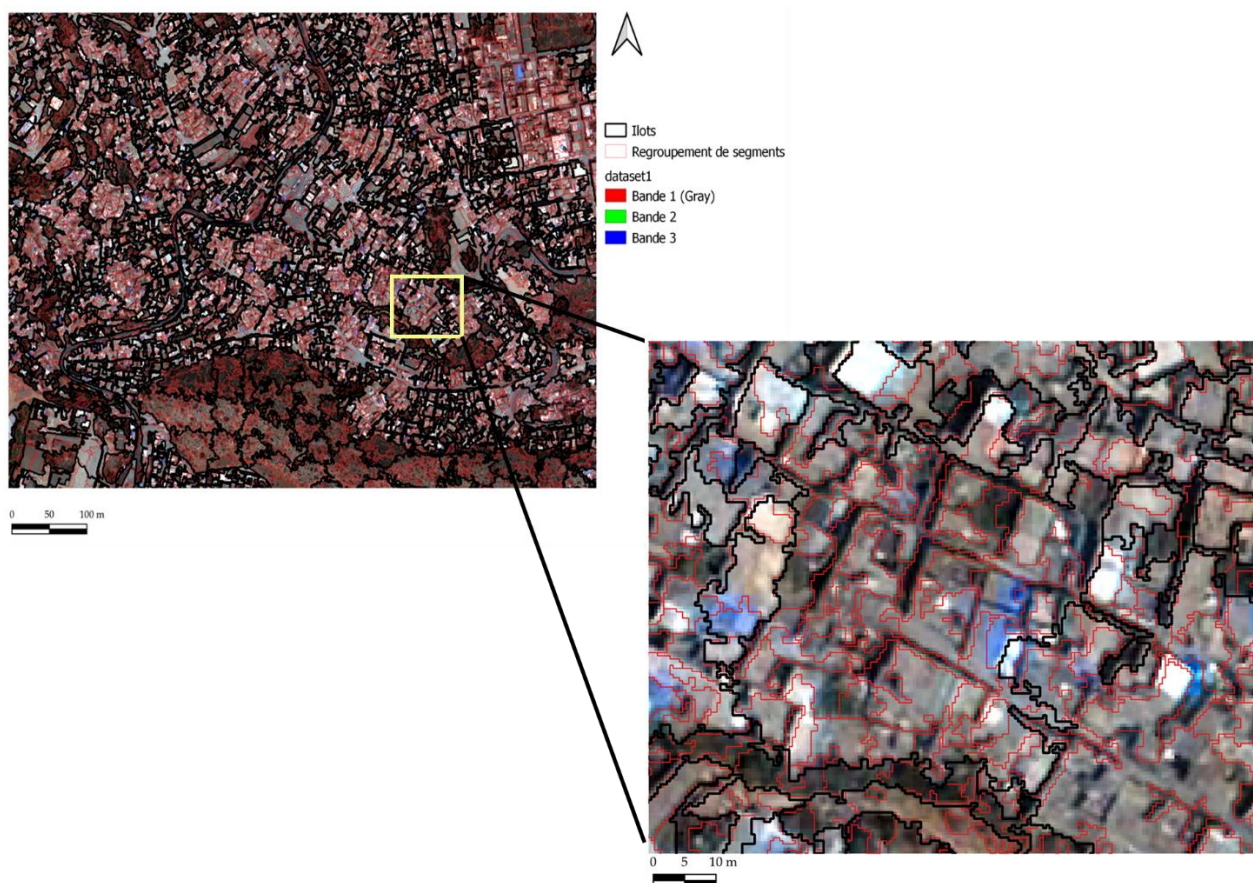 Ilots
Regroupement de segments
dataset1
Bande 1 (Gray)
Bande 2
Bande 3
0 50 100 m
0 5 10 m